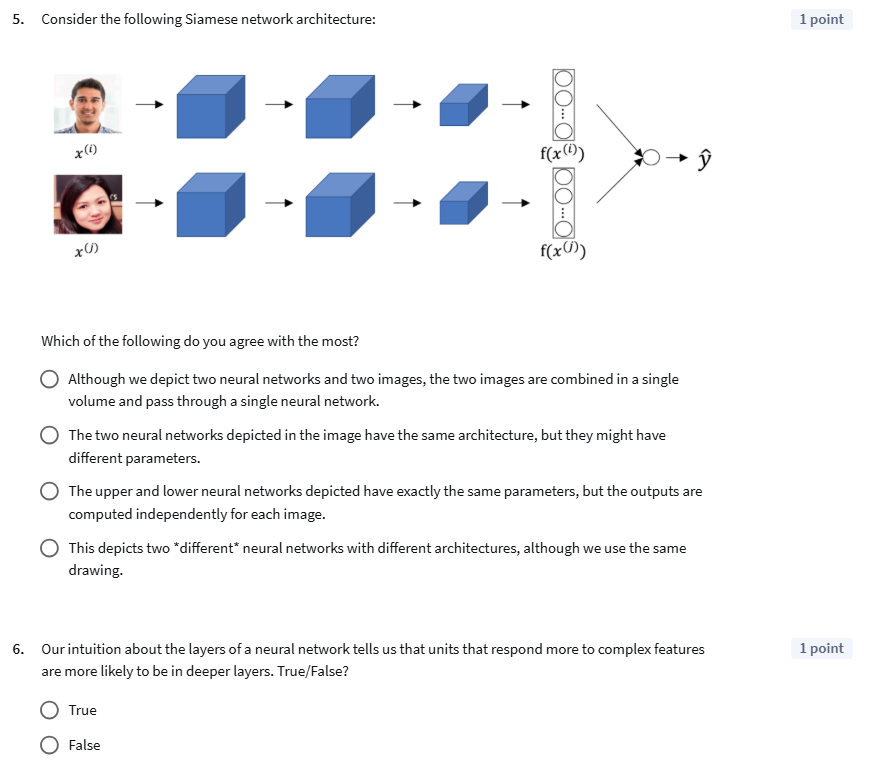 5. Consider the following Siamese network architecture: 1 point
x⁽ⁱ⁾
f(x⁽ⁱ⁾)
ŷ
x⁽ʲ⁾
f(x⁽ʲ⁾)
Which of the following do you agree with the most?
Although we depict two neural networks and two images, the two images are combined in a single
volume and pass through a single neural network.
The two neural networks depicted in the image have the same architecture, but they might have
different parameters.
The upper and lower neural networks depicted have exactly the same parameters, but the outputs are
computed independently for each image.
This depicts two *different* neural networks with different architectures, although we use the same
drawing.
6. Our intuition about the layers of a neural network tells us that units that respond more to complex features 1 point
are more likely to be in deeper layers. True/False?
True
False